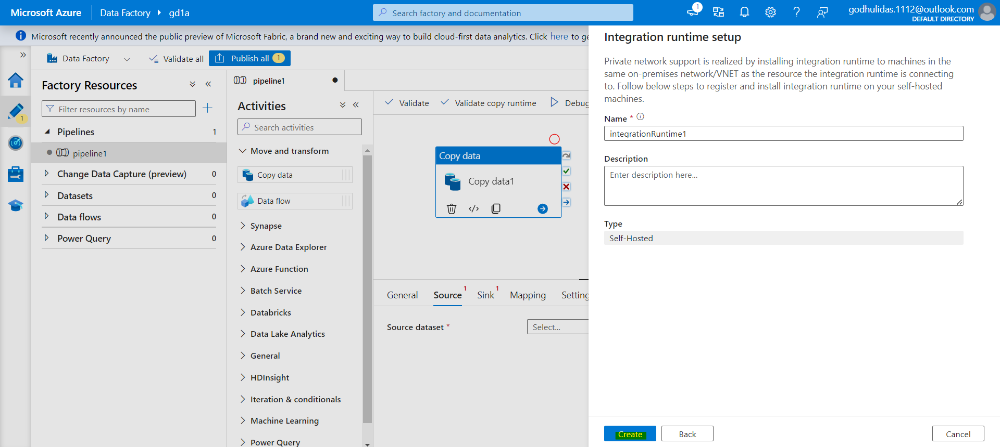 Microsoft Azure
Data Factory
gd1a
Search factory and documentation
1
godhulidas.1112@outlook.com
DEFAULT DIRECTORY
Microsoft recently announced the public preview of Microsoft Fabric, a brand new and exciting way to build cloud-first data analytics. Click here to
Data Factory
Validate all
Publish all 1
1
Factory Resources
Filter resources by name
Pipelines 1
pipeline1
Change Data Capture (preview) 0
Datasets 0
Data flows 0
Power Query 0
pipeline1
Activities
Search activities
Move and transform
Copy data
Data flow
Synapse
Azure Data Explorer
Azure Function
Batch Service
Databricks
Data Lake Analytics
General
HDInsight
Iteration & conditionals
Machine Learning
Power Query
Validate
Validate copy runtime
Debug
Copy data
Copy data1
General
Source 1
Sink 1
Mapping
Setting
Source dataset *
Select...
Integration runtime setup
Private network support is realized by installing integration runtime to machines in the
same on-premises network/VNET as the resource the integration runtime is connecting
to. Follow below steps to register and install integration runtime on your self-hosted
machines.
Name *
integrationRuntime1
Description
Enter description here...
Type
Self-Hosted
Create
Back
Cancel